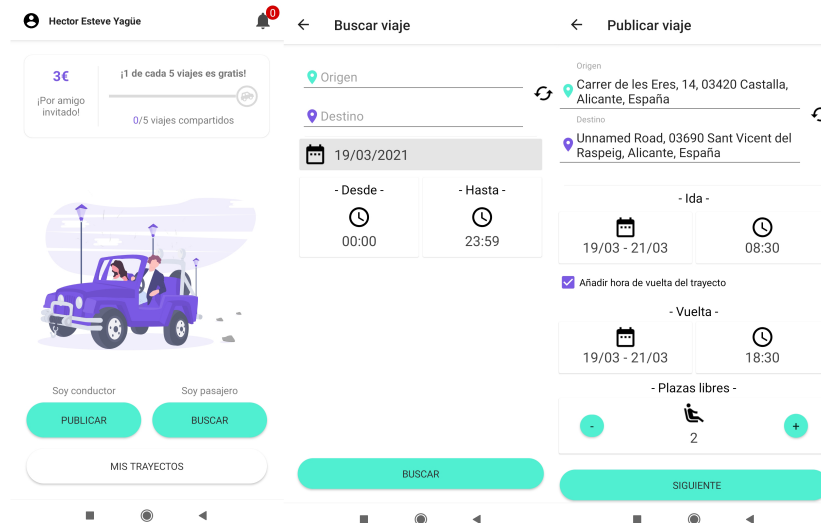 Hector Esteve Yagüe
0
3€
¡Por amigo
invitado!
¡1 de cada 5 viajes es gratis!
0/5 viajes compartidos
Soy conductor
Soy pasajero
PUBLICAR
BUSCAR
MIS TRAYECTOS
Buscar viaje
Origen
Destino
19/03/2021
- Desde -
- Hasta -
00:00
23:59
BUSCAR
Publicar viaje
Origen
Carrer de les Eres, 14, 03420 Castalla,
Alicante, España
Destino
Unnamed Road, 03690 Sant Vicent del
Raspeig, Alicante, España
- Ida -
19/03 - 21/03
08:30
Añadir hora de vuelta del trayecto
- Vuelta -
19/03 - 21/03
18:30
- Plazas libres -
-
+
2
SIGUIENTE